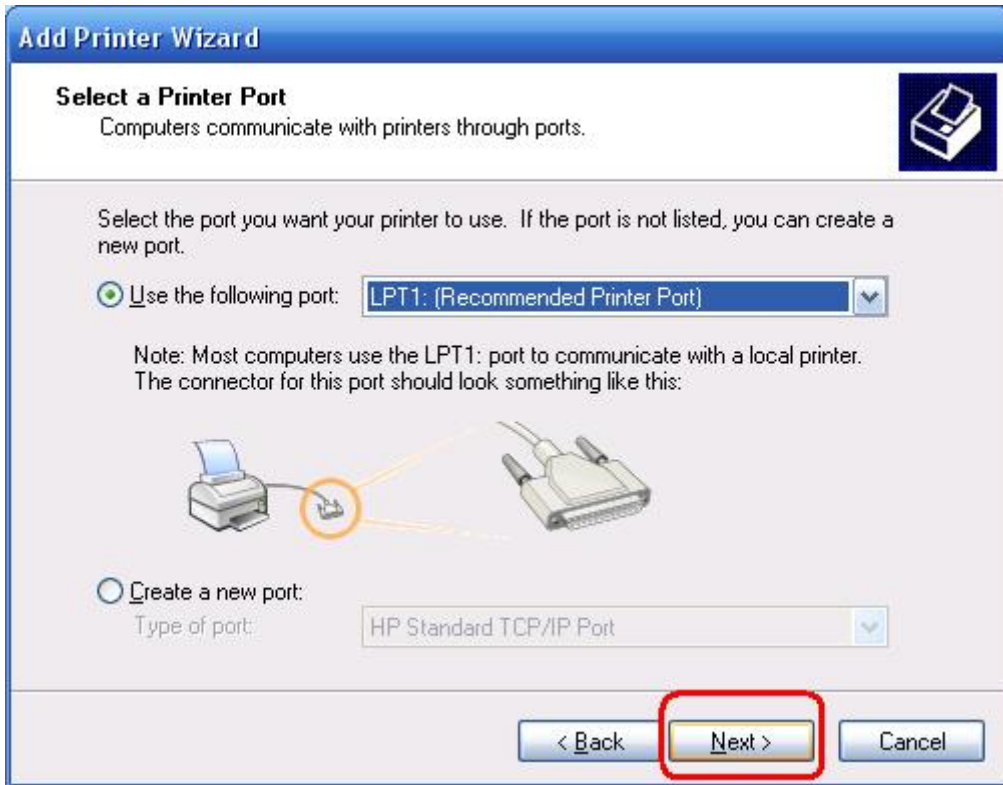 Add Printer Wizard
Select a Printer Port
Computers communicate with printers through ports.
Select the port you want your printer to use.  If the port is not listed, you can create a
new port.
Use the following port:
LPT1: (Recommended Printer Port)
Note: Most computers use the LPT1: port to communicate with a local printer.
The connector for this port should look something like this:
Create a new port:
Type of port:
HP Standard TCP/IP Port
< Back
Next >
Cancel